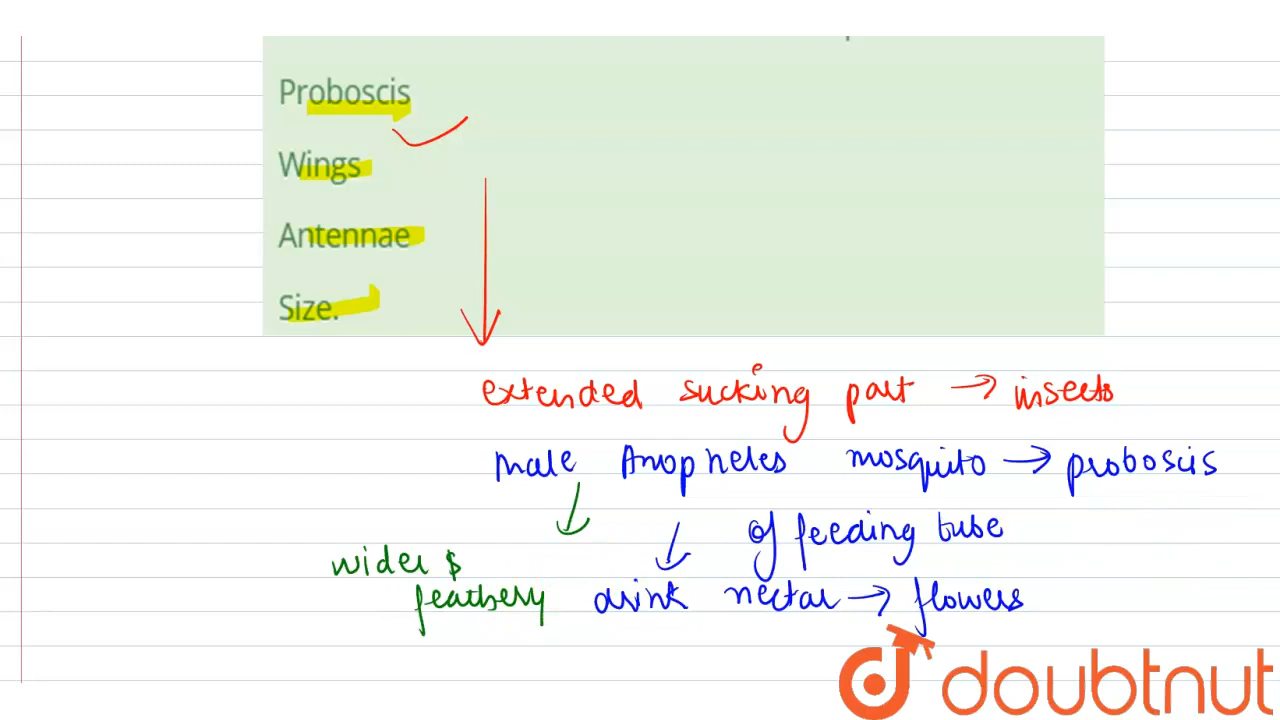 Proboscis
Wings
Antennae
Size.
extended sucking part → insects
male Anopheles mosquito → proboscis
of feeding tube
wider &
feathery drink nectar → flowers
doubtnut